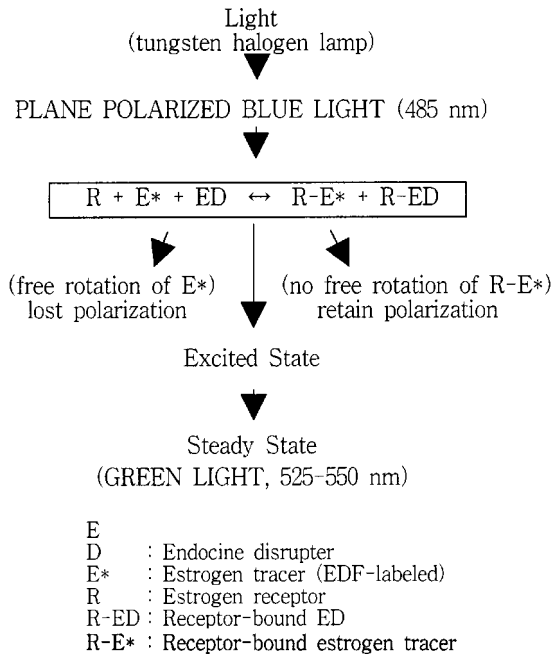 Light
(tungsten halogen lamp)
PLANE POLARIZED BLUE LIGHT (485 nm)
R + E* + ED ↔ R-E* + R-ED
(free rotation of E*)
lost polarization
(no free rotation of R-E*)
retain polarization
Excited State
Steady State
(GREEN LIGHT, 525-550 nm)
E
D : Endocine disrupter
E* : Estrogen tracer (EDF-labeled)
R : Estrogen receptor
R-ED : Receptor-bound ED
R-E* : Receptor-bound estrogen tracer